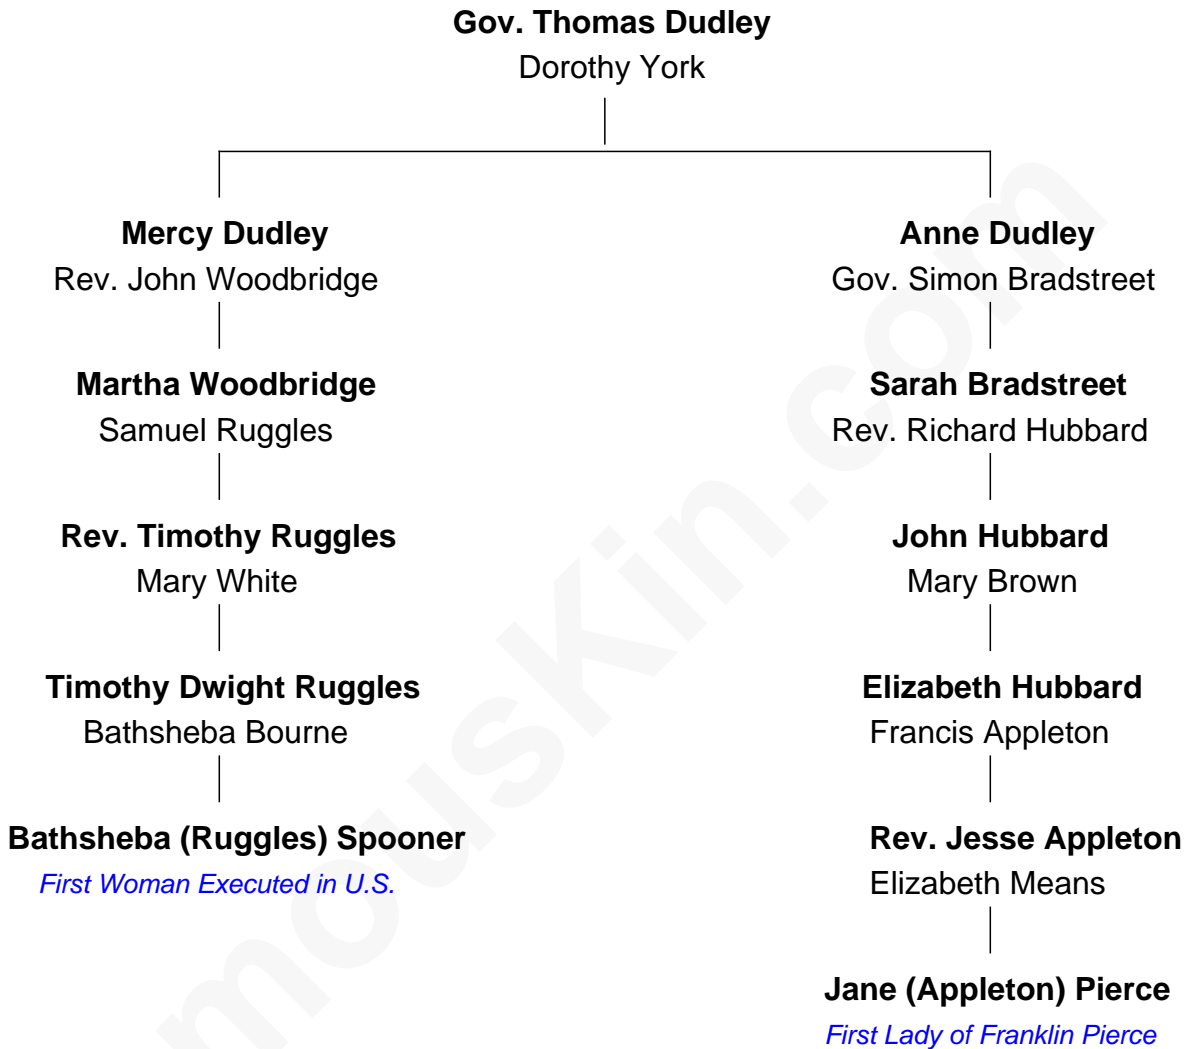 Gov. Thomas Dudley
Dorothy York
Mercy Dudley
Rev. John Woodbridge
Anne Dudley
Gov. Simon Bradstreet
Martha Woodbridge
Samuel Ruggles
Sarah Bradstreet
Rev. Richard Hubbard
Rev. Timothy Ruggles
Mary White
John Hubbard
Mary Brown
Timothy Dwight Ruggles
Bathsheba Bourne
Elizabeth Hubbard
Francis Appleton
Bathsheba (Ruggles) Spooner
First Woman Executed in U.S.
Rev. Jesse Appleton
Elizabeth Means
Jane (Appleton) Pierce
First Lady of Franklin Pierce
mousKin.com